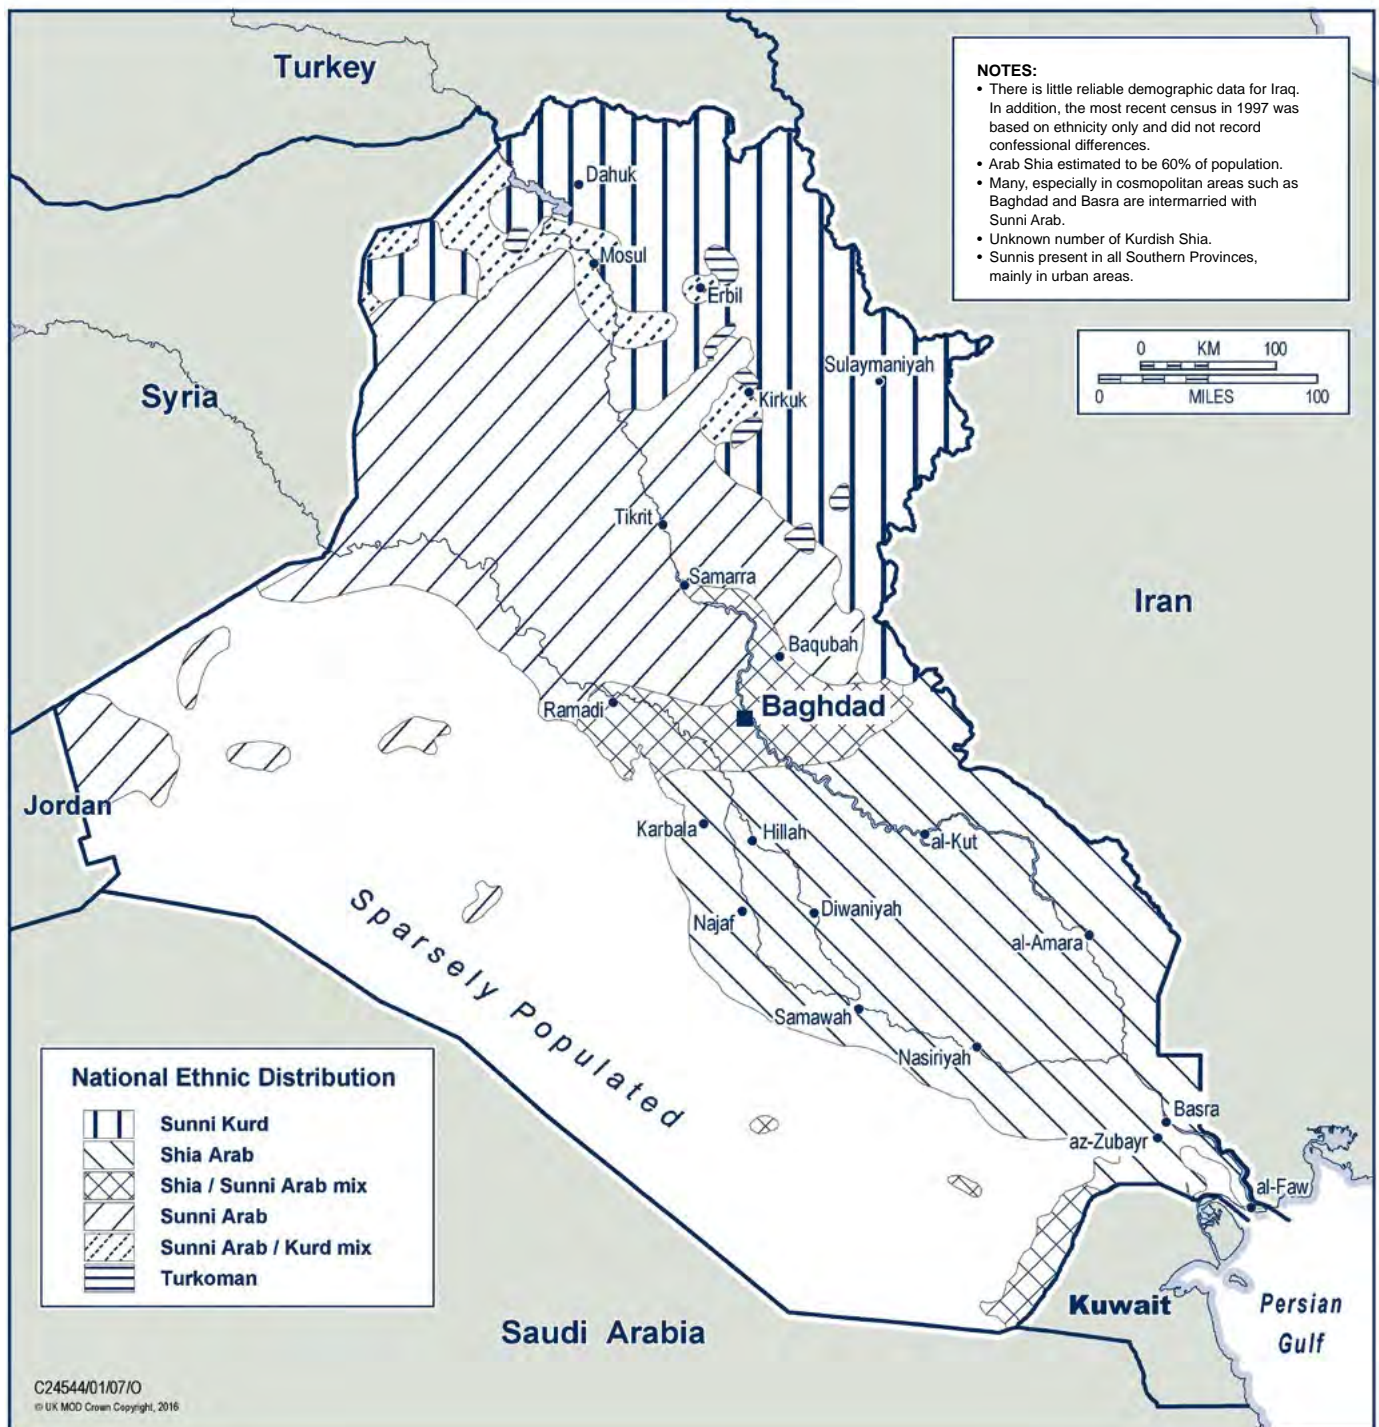 Turkey
NOTES:
• There is little reliable demographic data for Iraq.
In addition, the most recent census in 1997 was
based on ethnicity only and did not record
confessional differences.
• Arab Shia estimated to be 60% of population.
• Many, especially in cosmopolitan areas such as
Baghdad and Basra are intermarried with
Sunni Arab.
• Unknown number of Kurdish Shia.
• Sunnis present in all Southern Provinces,
mainly in urban areas.
0 KM 100
0 MILES 100
Dahuk
Mosul
Erbil
Sulaymaniyah
Syria
Kirkuk
Tikrit
Samarra
Iran
Baqubah
Ramadi
Baghdad
Jordan
Karbala
Hillah
al-Kut
Najaf
Diwaniyah
al-Amara
Sparsely Populated
Samawah
Nasiriyah
Basra
az-Zubayr
al-Faw
National Ethnic Distribution
Sunni Kurd
Shia Arab
Shia / Sunni Arab mix
Sunni Arab
Sunni Arab / Kurd mix
Turkoman
Kuwait
Persian
Gulf
Saudi Arabia
C24544/01/07/O
© UK MOD Crown Copyright, 2016